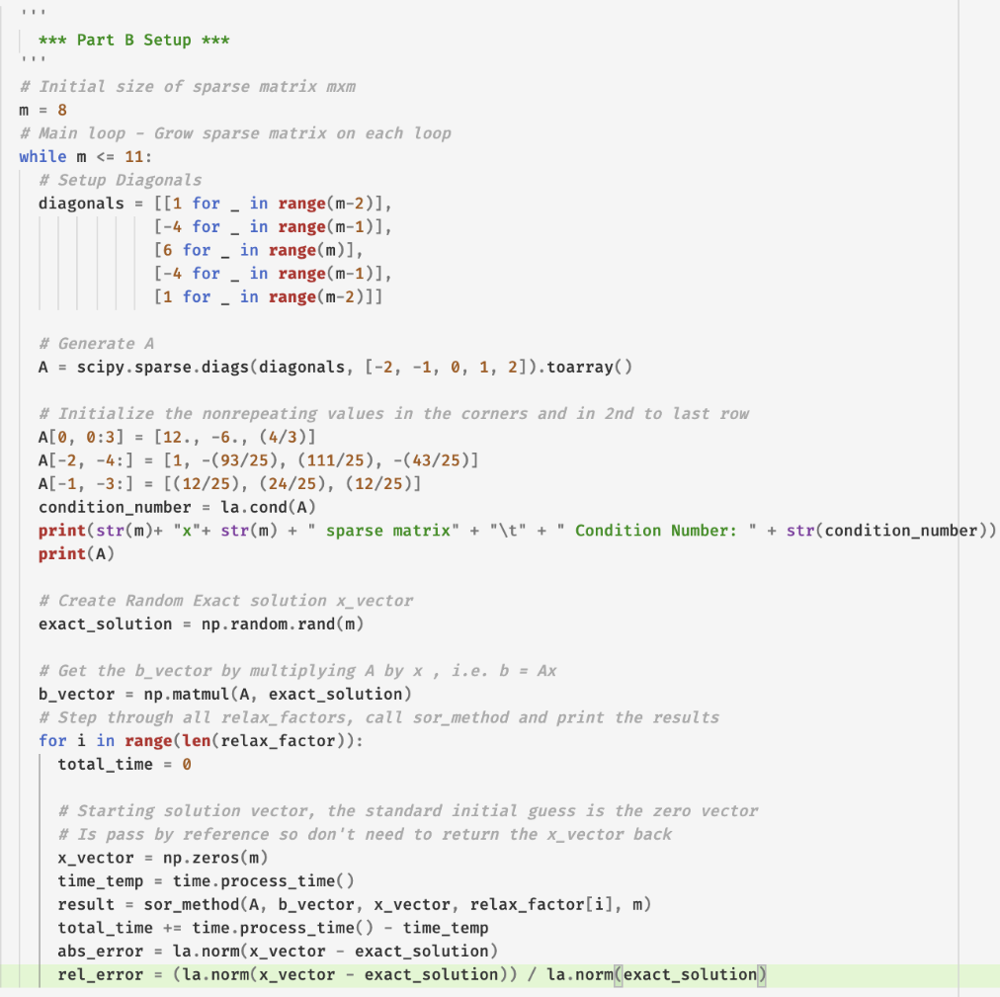 '''
  *** Part B Setup ***
'''
# Initial size of sparse matrix mxm
m = 8
# Main loop - Grow sparse matrix on each loop
while m <= 11:
  # Setup Diagonals
  diagonals = [[1 for _ in range(m-2)],
              [-4 for _ in range(m-1)],
              [6 for _ in range(m)],
              [-4 for _ in range(m-1)],
              [1 for _ in range(m-2)]]

  # Generate A
  A = scipy.sparse.diags(diagonals, [-2, -1, 0, 1, 2]).toarray()

  # Initialize the nonrepeating values in the corners and in 2nd to last row
  A[0, 0:3] = [12., -6., (4/3)]
  A[-2, -4:] = [1, -(93/25), (111/25), -(43/25)]
  A[-1, -3:] = [(12/25), (24/25), (12/25)]
  condition_number = la.cond(A)
  print(str(m)+ "x"+ str(m) + " sparse matrix" + "\t" + " Condition Number: " + str(condition_number))
  print(A)

  # Create Random Exact solution x_vector
  exact_solution = np.random.rand(m)

  # Get the b_vector by multiplying A by x , i.e. b = Ax
  b_vector = np.matmul(A, exact_solution)
  # Step through all relax_factors, call sor_method and print the results
  for i in range(len(relax_factor)):
    total_time = 0

    # Starting solution vector, the standard initial guess is the zero vector
    # Is pass by reference so don't need to return the x_vector back
    x_vector = np.zeros(m)
    time_temp = time.process_time()
    result = sor_method(A, b_vector, x_vector, relax_factor[i], m)
    total_time += time.process_time() - time_temp
    abs_error = la.norm(x_vector - exact_solution)
    rel_error = (la.norm(x_vector - exact_solution)) / la.norm(exact_solution)